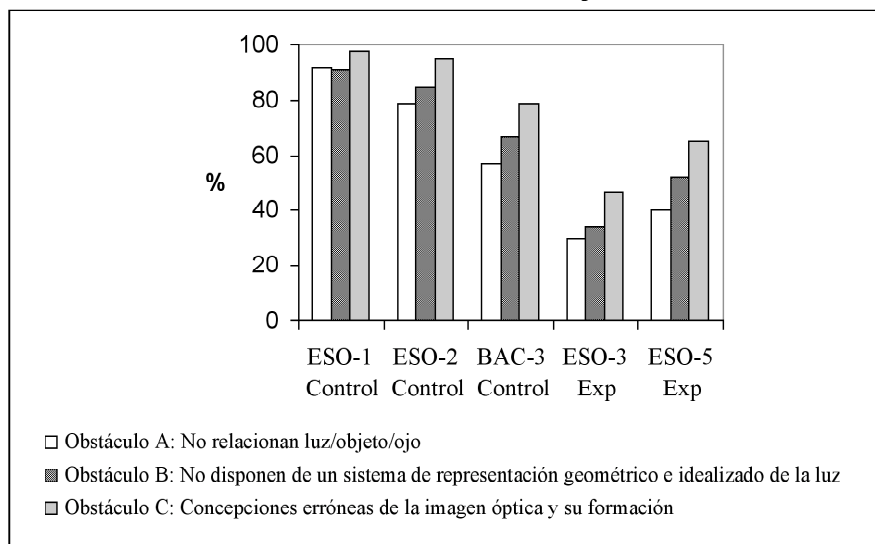 100
80
60
40
20
0
%
ESO-1 ESO-2 BAC-3 ESO-3 ESO-5
Control Control Control Exp Exp
Obstáculo A: No relacionan luz/objeto/ojo
Obstáculo B: No disponen de un sistema de representación geométrico e idealizado de la luz
Obstáculo C: Concepciones erróneas de la imagen óptica y su formación